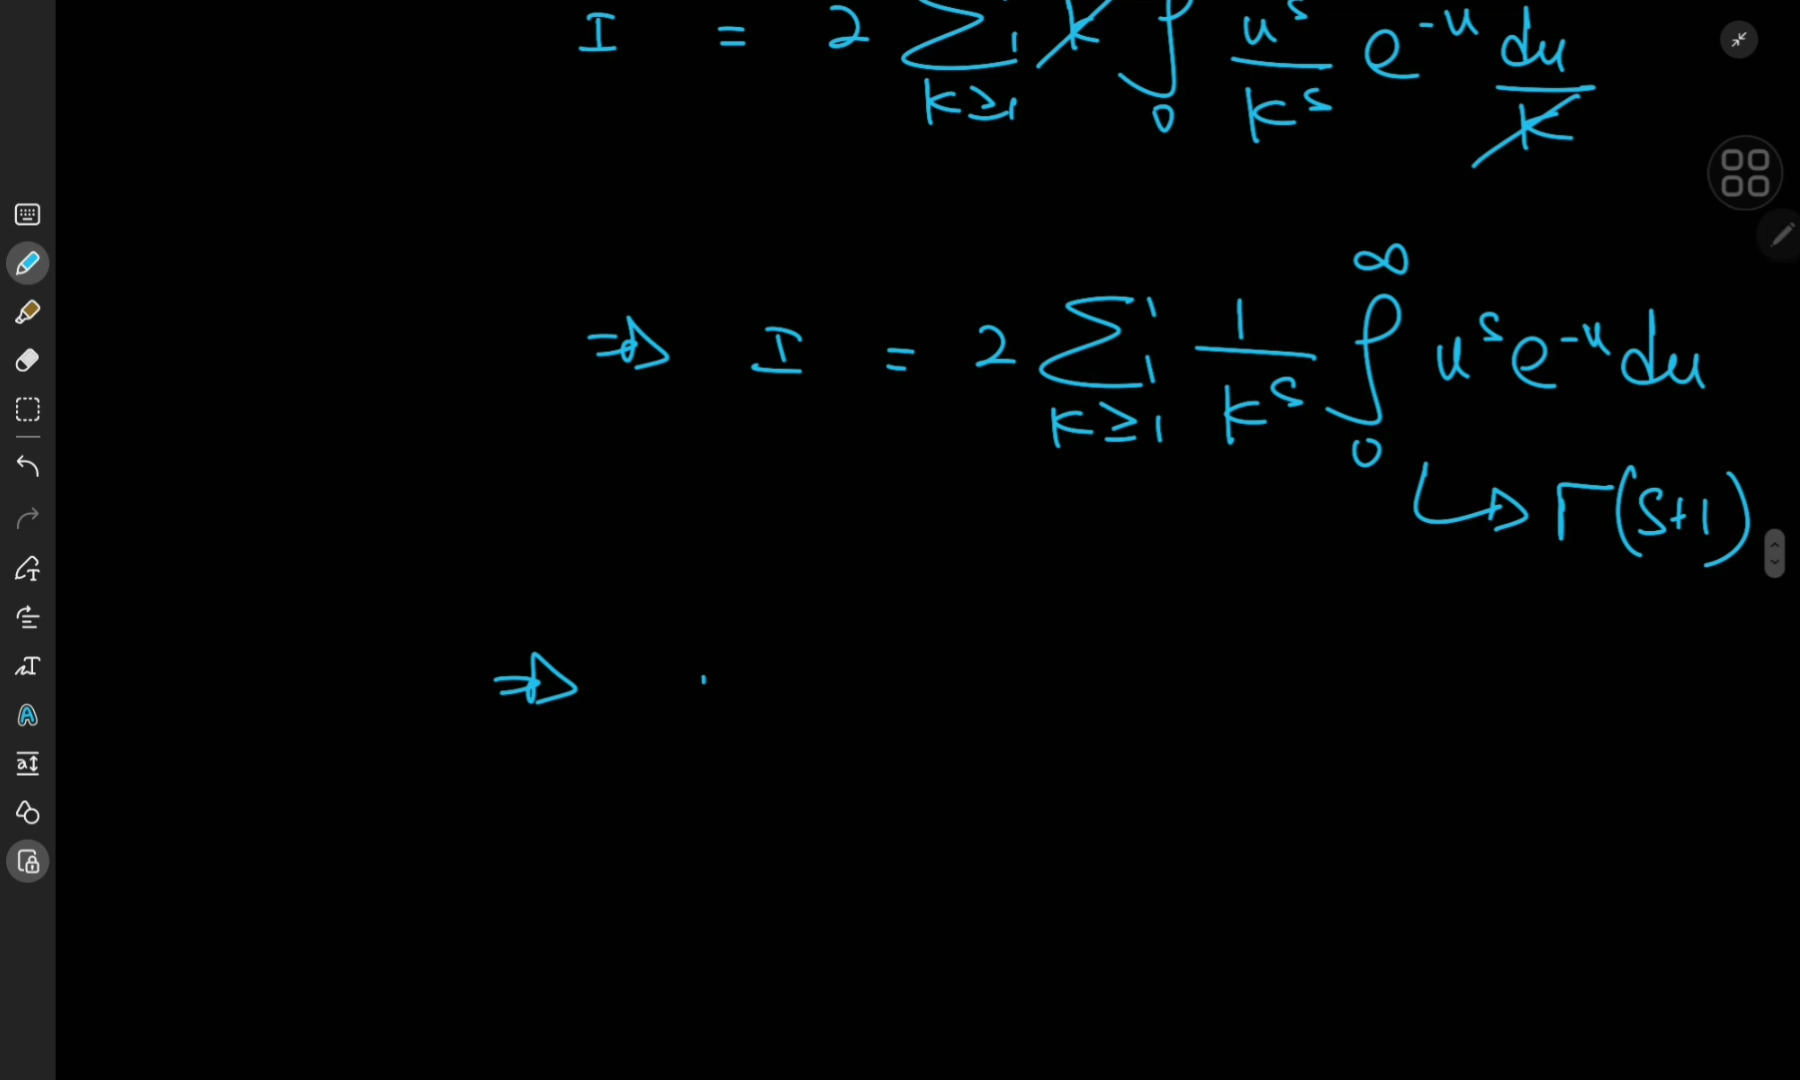 I = 2 ∑ k ∫ u^s e^-u du
k≥1 0 k^s k
⇒ I = 2 ∑ 1 ∫ u^s e^-u du
k≥1 k^s 0 ∞
↳ Γ(s+1)
⇒